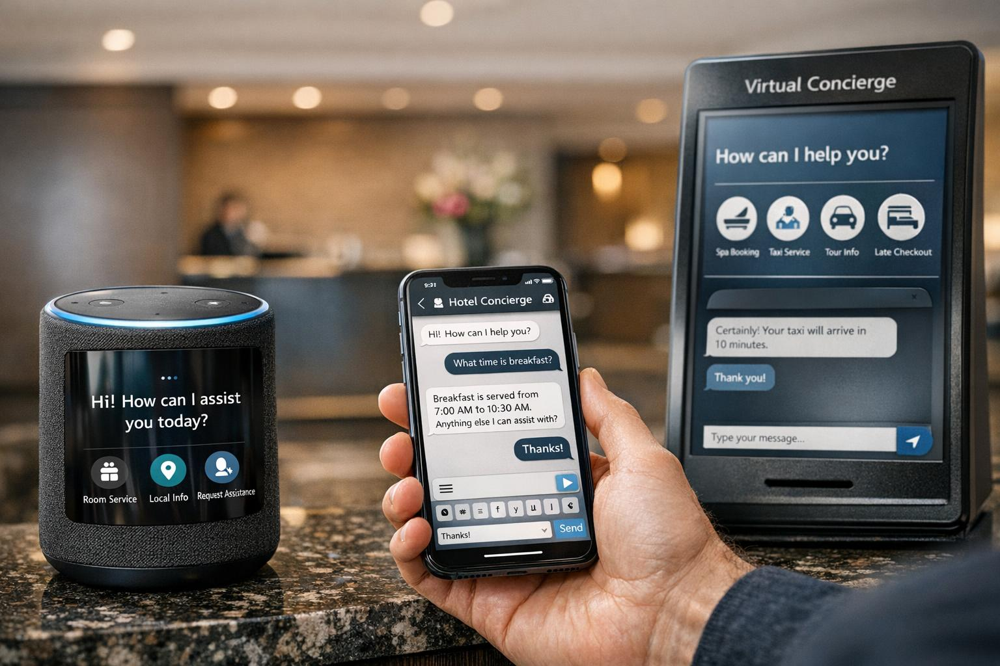 Hi! How can I assist
you today?
Room Service
Local Info
Request Assistance
Hotel Concierge
Hi! How can I help you?
What time is breakfast?
Breakfast is served from
7:00 AM to 10:30 AM.
Anything else I can assist with?
Thanks!
Thanks!
Send
Virtual Concierge
How can I help you?
Spa Booking
Taxi Service
Tour Info
Late Checkout
Certainly! Your taxi will arrive in
10 minutes.
Thank you!
Type your message...